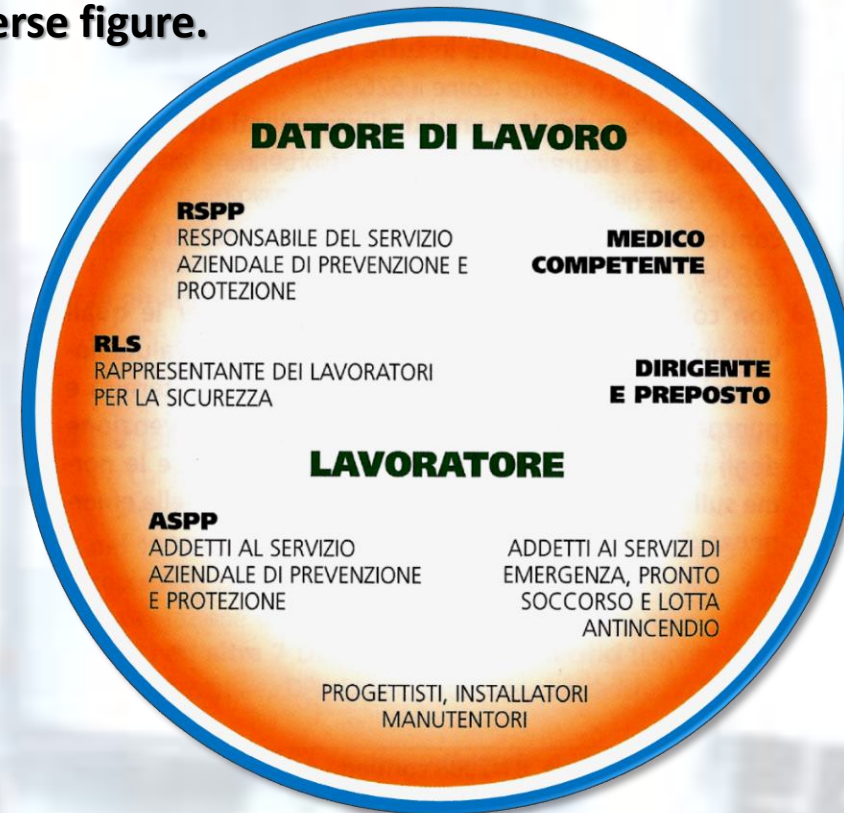 erse figure.
DATORE DI LAVORO
RSPP
RESPONSABILE DEL SERVIZIO
AZIENDALE DI PREVENZIONE E
PROTEZIONE
MEDICO
COMPETENTE
RLS
RAPPRESENTANTE DEI LAVORATORI
PER LA SICUREZZA
DIRIGENTE
E PREPOSTO
LAVORATORE
ASPP
ADDETTI AL SERVIZIO
AZIENDALE DI PREVENZIONE
E PROTEZIONE
ADDETTI AI SERVIZI DI
EMERGENZA, PRONTO
SOCCORSO E LOTTA
ANTINCENDIO
PROGETTISTI, INSTALLATORI
MANUTENTORI